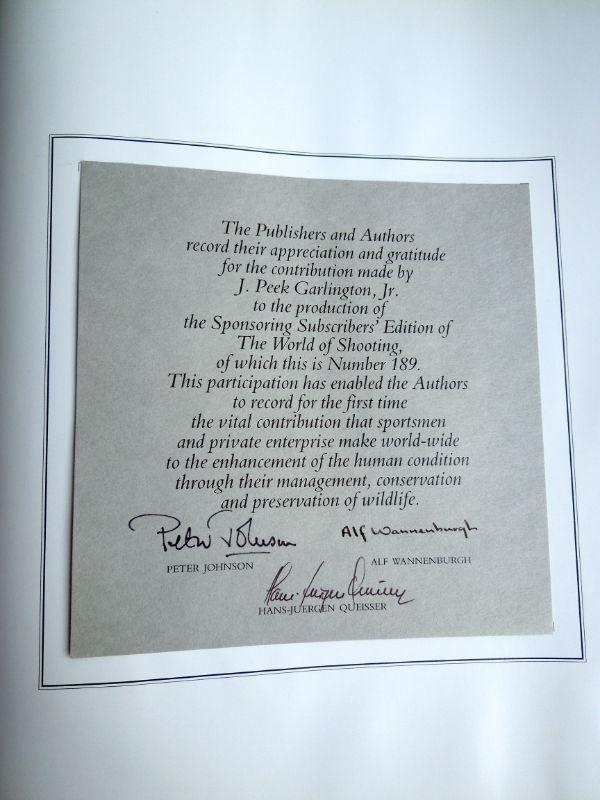 The Publishers and Authors
record their appreciation and gratitude
for the contribution made by
J. Peek Garlington, Jr.
to the production of
the Sponsoring Subscribers' Edition of
The World of Shooting,
of which this is Number 189.
This participation has enabled the Authors
to record for the first time
the vital contribution that sportsmen
and private enterprise make world-wide
to the enhancement of the human condition
through their management, conservation
and preservation of wildlife.
Peter Johnson
Alf Wannenburgh
PETER JOHNSON
ALF WANNENBURGH
Hans-Juergen Queisser
HANS-JUERGEN QUEISSER